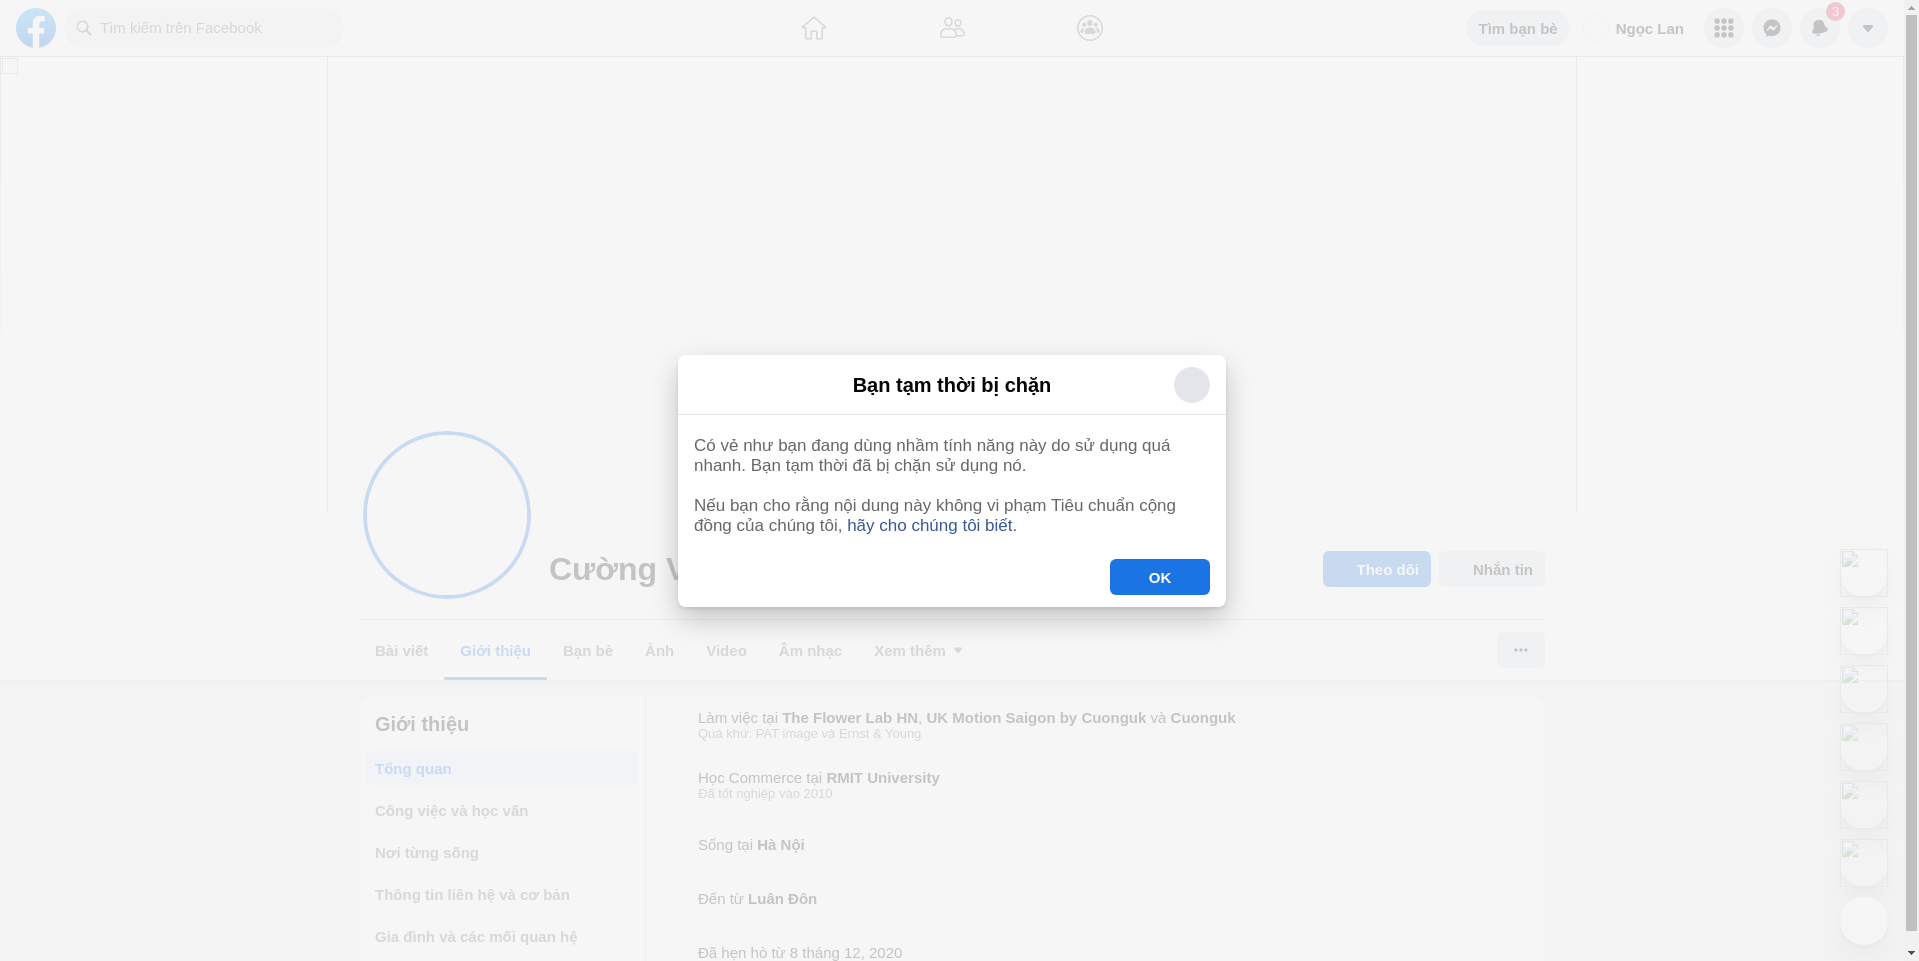 Tìm kiếm trên Facebook
Tìm bạn bè
Ngọc Lan
3
Bạn tạm thời bị chặn
Có vẻ như bạn đang dùng nhầm tính năng này do sử dụng quá
nhanh. Bạn tạm thời đã bị chặn sử dụng nó.
Nếu bạn cho rằng nội dung này không vi phạm Tiêu chuẩn cộng
đồng của chúng tôi, hãy cho chúng tôi biết.
OK
Cường V
Theo dõi
Nhắn tin
Bài viết
Giới thiệu
Bạn bè
Ảnh
Video
Âm nhạc
Xem thêm
Giới thiệu
Tổng quan
Công việc và học vấn
Nơi từng sống
Thông tin liên hệ và cơ bản
Gia đình và các mối quan hệ
Làm việc tại The Flower Lab HN, UK Motion Saigon by Cuonguk và Cuonguk
Quá khứ: PAT image và Ernst & Young
Học Commerce tại RMIT University
Đã tốt nghiệp vào 2010
Sống tại Hà Nội
Đến từ Luân Đôn
Đã hẹn hò từ 8 tháng 12, 2020